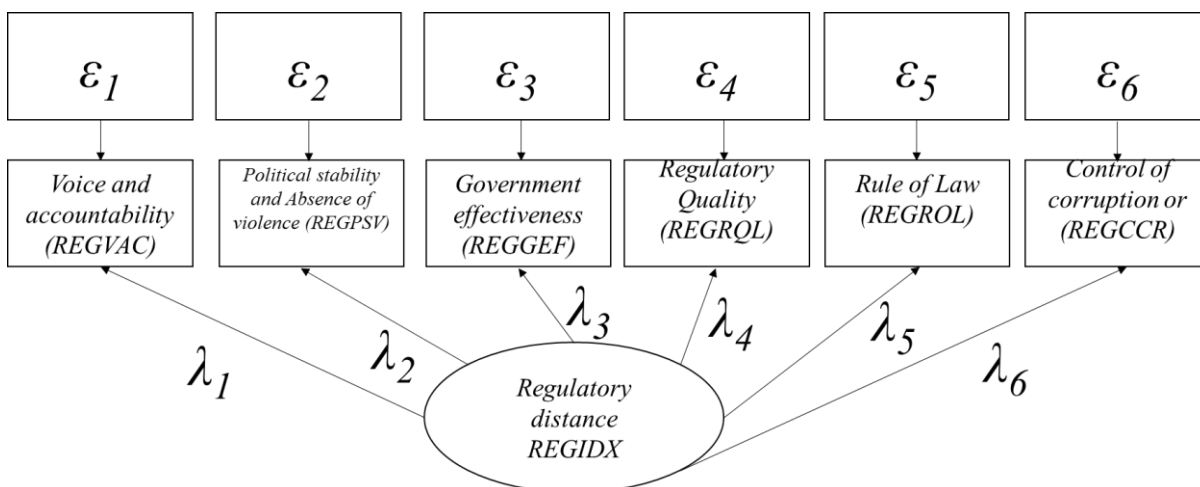 ε1 ε2 ε3 ε4 ε5 ε6
Voice and
accountability
(REGVAC)
Political stability
and Absence of
violence (REGPSV)
Government
effectiveness
(REGGEF)
Regulatory
Quality
(REGRQL)
Rule of Law
(REGROL)
Control of
corruption or
(REGCCR)
λ1
λ2
λ3
λ4
λ5
λ6
Regulatory
distance
REGIDX